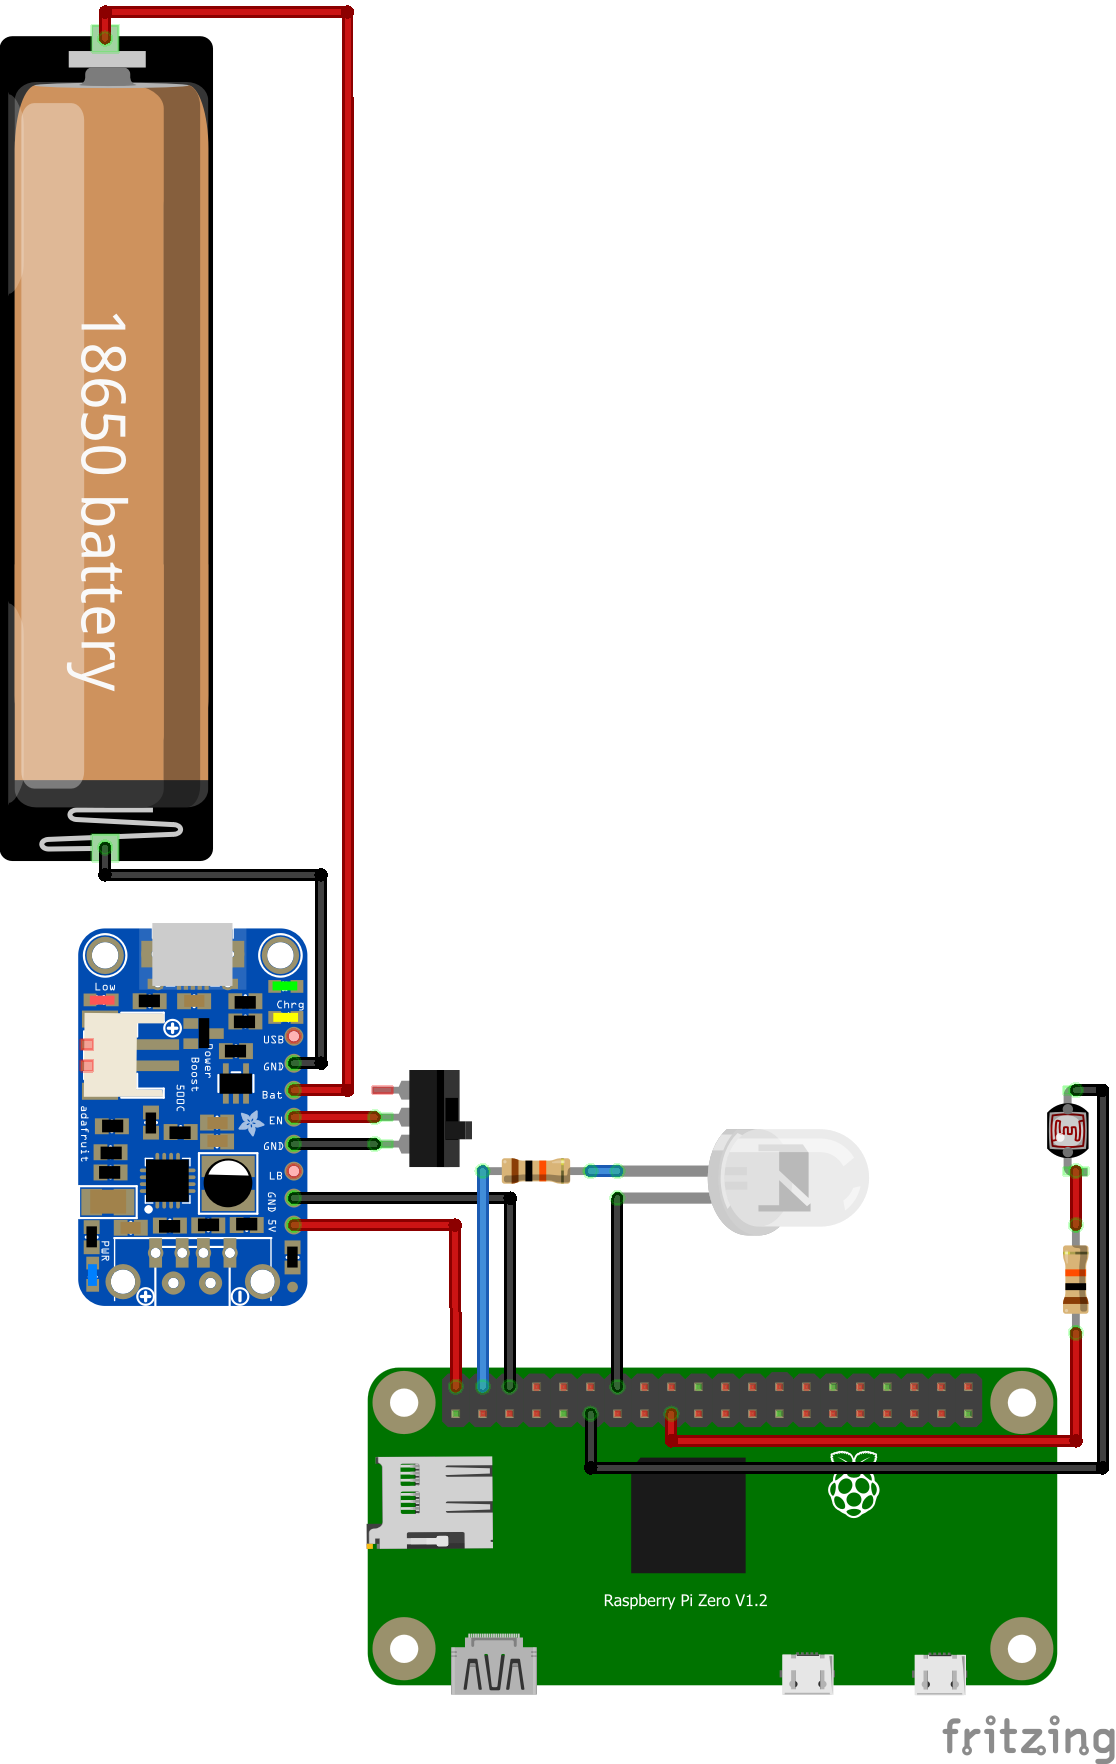 18650 battery
Low
Chrg
USB
GND
Bat
EN
GND
LB
GND
5V
Power
Boost
500C
adafruit
PWR
Raspberry Pi Zero V1.2
fritzing